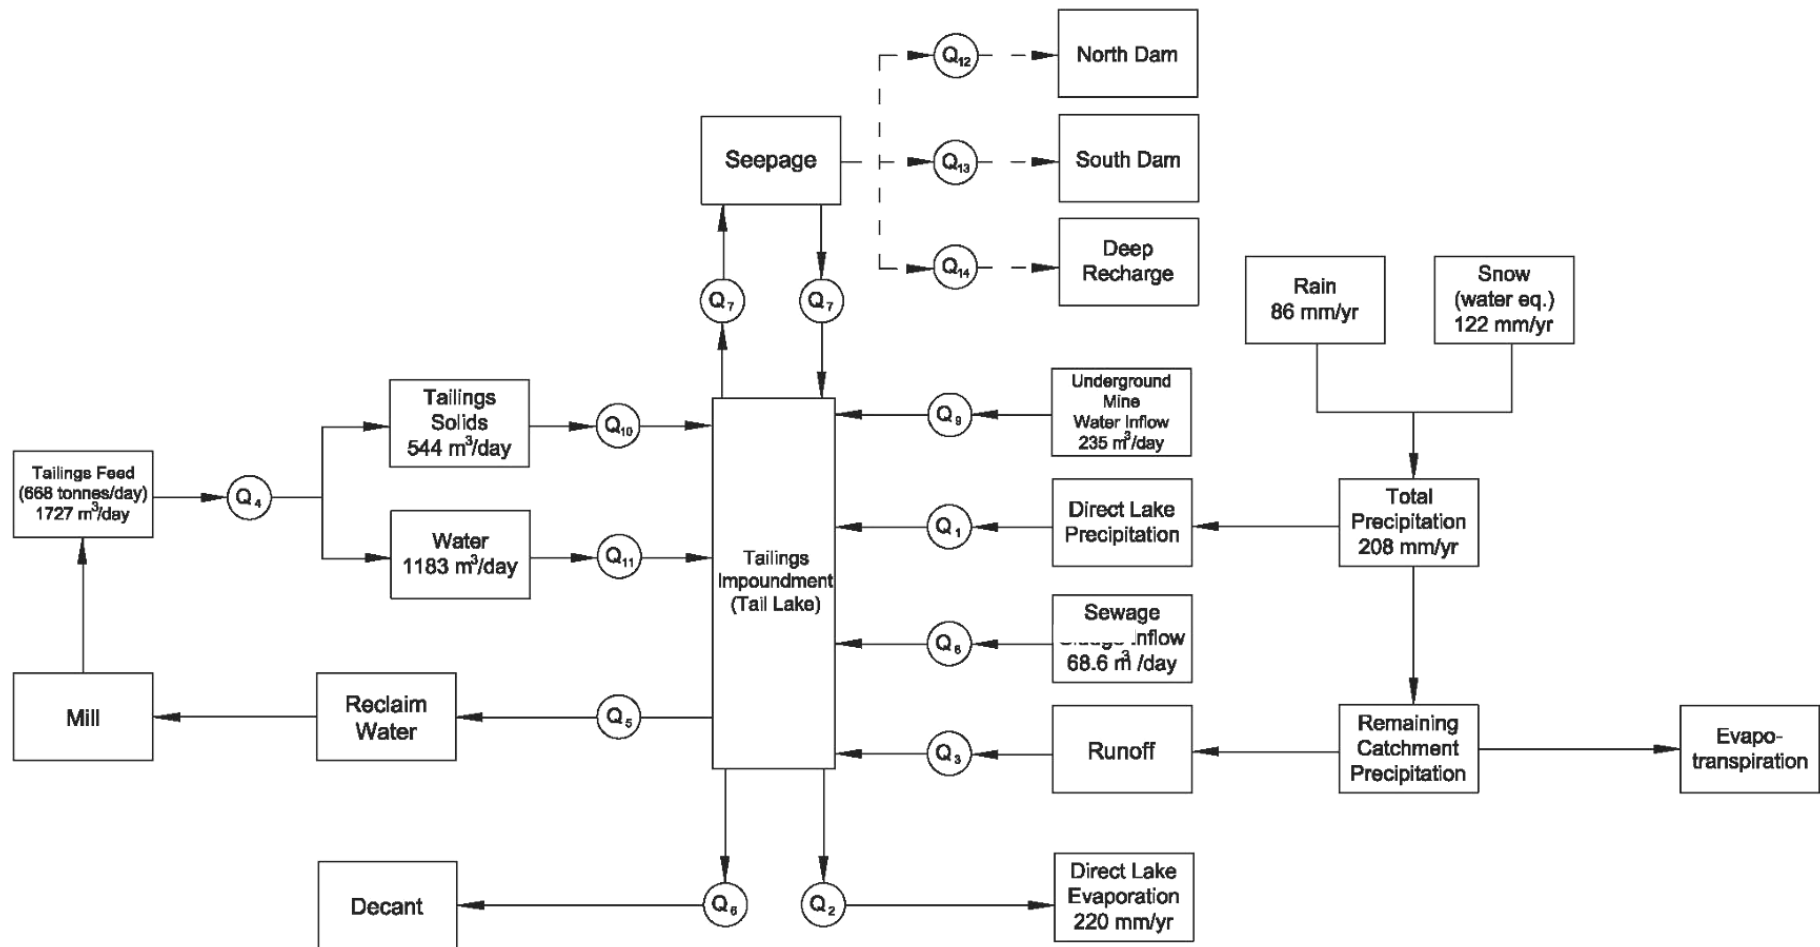 Q12
North Dam
Seepage
Q13
South Dam
Q14
Deep
Recharge
Q7
Q7
Rain
86 mm/yr
Snow
(water eq.)
122 mm/yr
Tailings
Solids
544 m³/day
Q10
Q9
Underground
Mine
Water Inflow
235 m³/day
Tailings Feed
(668 tonnes/day)
1727 m³/day
Q4
Water
1183 m³/day
Q11
Tailings
Impoundment
(Tail Lake)
Q1
Direct Lake
Precipitation
Total
Precipitation
208 mm/yr
Q6
Sewage
68.6 m³/day
Mill
Reclaim
Water
Q5
Q3
Runoff
Remaining
Catchment
Precipitation
Evapo-
transpiration
Decant
Q6
Q2
Direct Lake
Evaporation
220 mm/yr